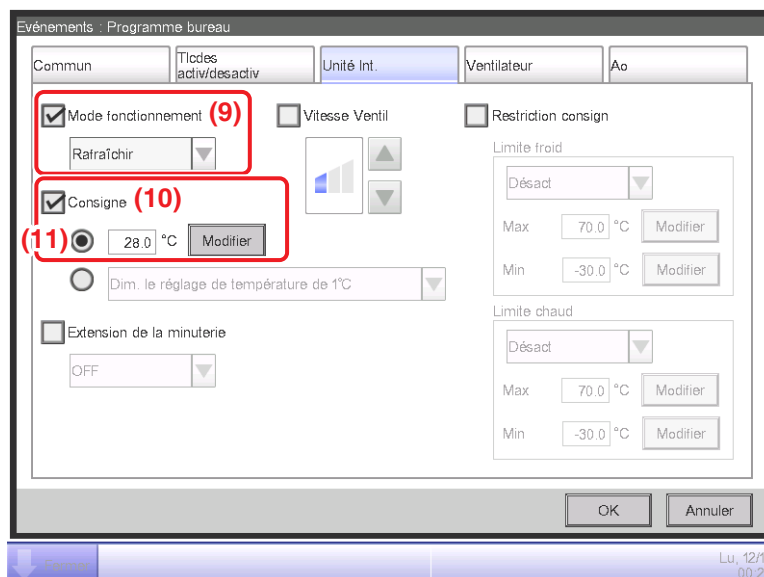 Evénements : Programme bureau
Commun
Tlcdes
activ/desactiv
Unité Int.
Ventilateur
Ao
Mode fonctionnement (9)
Rafraîchir
Vitesse Ventil
Consigne (10)
(11) 28.0 °C Modifier
Dim. le réglage de température de 1°C
Extension de la minuterie
OFF
Restriction consign
Limite froid
Désact
Max 70.0 °C Modifier
Min -30.0 °C Modifier
Limite chaud
Désact
Max 70.0 °C Modifier
Min -30.0 °C Modifier
OK Annuler
Lu, 12/1